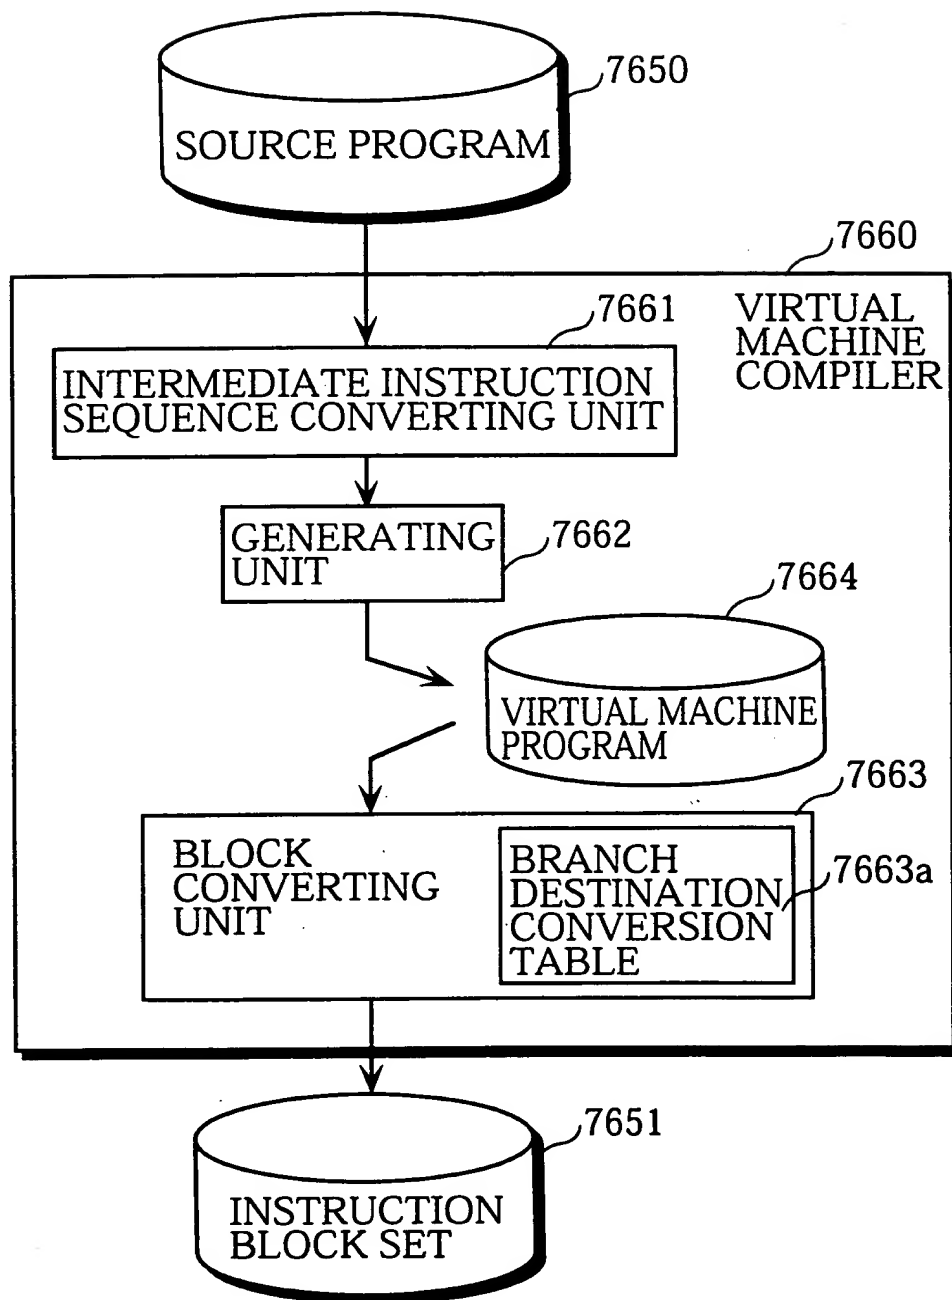 7650
SOURCE PROGRAM
7660
VIRTUAL
MACHINE
COMPILER
7661
INTERMEDIATE INSTRUCTION
SEQUENCE CONVERTING UNIT
GENERATING
UNIT
7662
7664
VIRTUAL MACHINE
PROGRAM
7663
BLOCK
CONVERTING
UNIT
BRANCH
DESTINATION
CONVERSION
TABLE
7663a
7651
INSTRUCTION
BLOCK SET